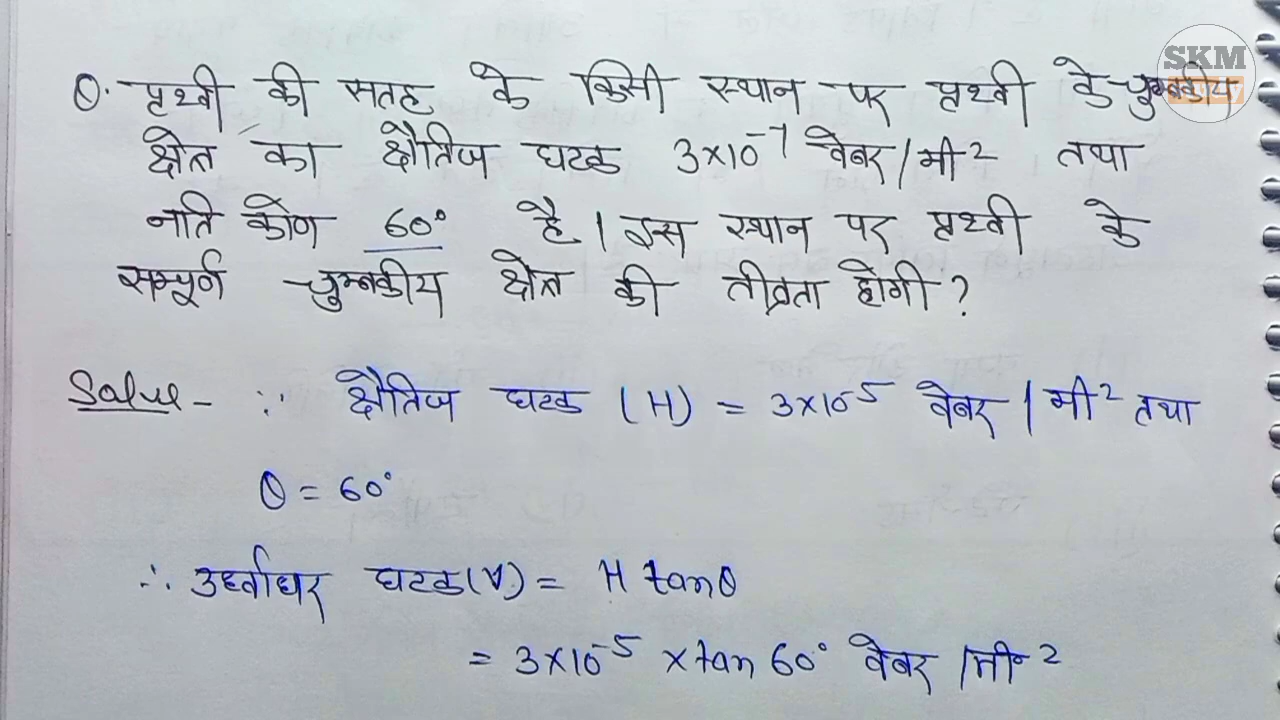 SKM
Q. पृथ्वी की सतह के किसी स्थान पर पृथ्वी के चुम्बकीय
क्षेत्र का क्षैतिज घटक 3×10⁻⁷ वेबर/मी² तथा
नति कोण 60° है। इस स्थान पर पृथ्वी के
सम्पूर्ण चुम्बकीय क्षेत्र की तीव्रता होगी?
Solve - ∵ क्षैतिज घटक (H) = 3×10⁻⁵ वेबर / मी² तथा
θ = 60°
∴ उर्ध्वाधर घटक (V) = H tanθ
= 3×10⁻⁵ × tan 60° वेबर /मी॰²